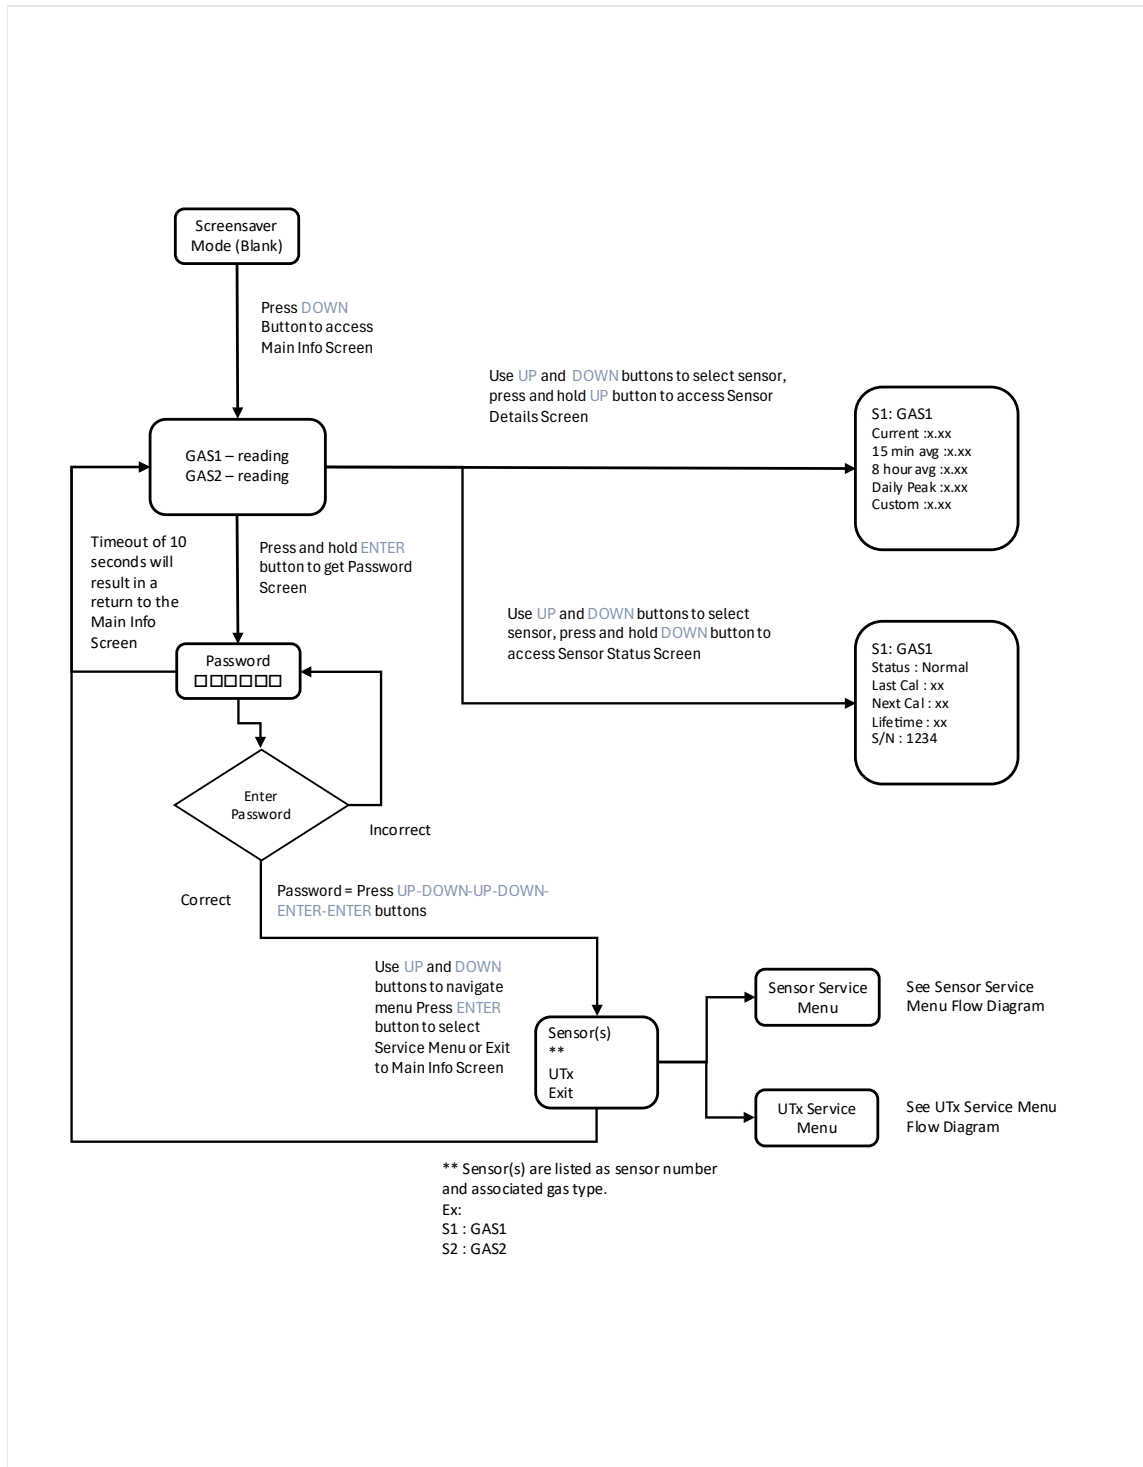 Screensaver
Mode (Blank)
Press DOWN
Button to access
Main Info Screen
Use UP and DOWN buttons to select sensor,
press and hold UP button to access Sensor
Details Screen
S1: GAS1
Current :x.xx
15 min avg :x.xx
8 hour avg :x.xx
Daily Peak :x.xx
Custom :x.xx
GAS1 – reading
GAS2 – reading
Timeout of 10
seconds will
result in a
return to the
Main Info
Screen
Press and hold ENTER
button to get Password
Screen
Use UP and DOWN buttons to select
sensor, press and hold DOWN button to
access Sensor Status Screen
S1: GAS1
Status : Normal
Last Cal : xx
Next Cal : xx
Lifetime : xx
S/N : 1234
Password
Enter
Password
Incorrect
Correct
Password = Press UP-DOWN-UP-DOWN-
ENTER-ENTER buttons
Use UP and DOWN
buttons to navigate
menu Press ENTER
button to select
Service Menu or Exit
to Main Info Screen
Sensor(s)
**
UTx
Exit
Sensor Service
Menu
See Sensor Service
Menu Flow Diagram
UTx Service
Menu
See UTx Service Menu
Flow Diagram
** Sensor(s) are listed as sensor number
and associated gas type.
Ex:
S1 : GAS1
S2 : GAS2